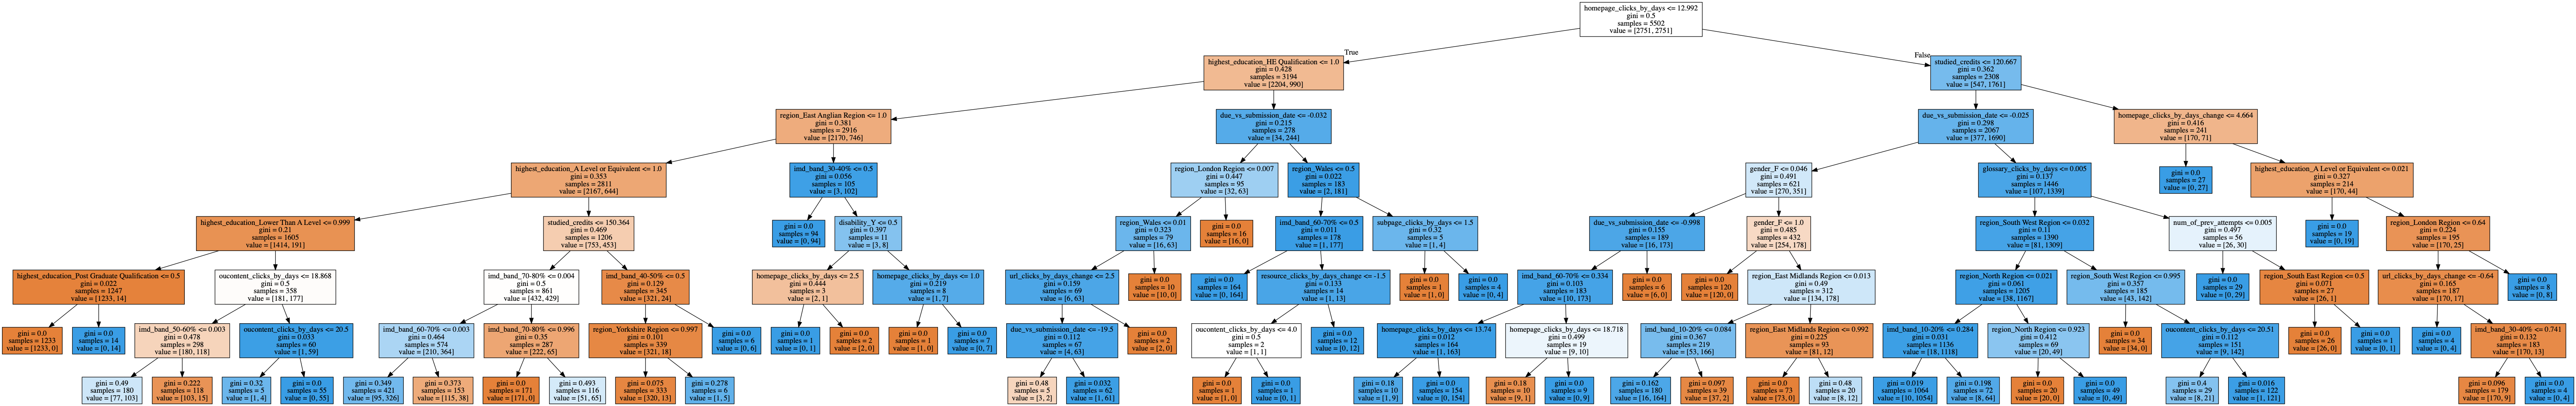 homepage_clicks_by_days <= 12.992
gini = 0.5
samples = 5502
value = [2751, 2751]
True
False
highest_education_HE Qualification <= 1.0
gini = 0.428
samples = 3194
value = [2204, 990]
studied_credits <= 120.667
gini = 0.362
samples = 2308
value = [547, 1761]
region_East Anglian Region <= 1.0
gini = 0.381
samples = 2916
value = [2170, 746]
due_vs_submission_date <= -0.032
gini = 0.215
samples = 278
value = [34, 244]
due_vs_submission_date <= -0.025
gini = 0.298
samples = 2067
value = [377, 1690]
homepage_clicks_by_days_change <= 4.664
gini = 0.416
samples = 241
value = [170, 71]
highest_education_A Level or Equivalent <= 1.0
gini = 0.353
samples = 2811
value = [2167, 644]
imd_band_30-40% <= 0.5
gini = 0.056
samples = 105
value = [3, 102]
region_London Region <= 0.007
gini = 0.447
samples = 95
value = [32, 63]
region_Wales <= 0.5
gini = 0.022
samples = 183
value = [2, 181]
gender_F <= 0.046
gini = 0.491
samples = 621
value = [270, 351]
glossary_clicks_by_days <= 0.005
gini = 0.137
samples = 1446
value = [107, 1339]
gini = 0.0
samples = 27
value = [0, 27]
highest_education_A Level or Equivalent <= 0.021
gini = 0.327
samples = 214
value = [170, 44]
highest_education_Lower Than A Level <= 0.999
gini = 0.21
samples = 1605
value = [1414, 191]
studied_credits <= 150.364
gini = 0.469
samples = 1206
value = [753, 453]
gini = 0.0
samples = 94
value = [0, 94]
disability_Y <= 0.5
gini = 0.397
samples = 11
value = [3, 8]
region_Wales <= 0.01
gini = 0.323
samples = 79
value = [16, 63]
gini = 0.0
samples = 16
value = [16, 0]
imd_band_60-70% <= 0.5
gini = 0.011
samples = 178
value = [1, 177]
subpage_clicks_by_days <= 1.5
gini = 0.32
samples = 5
value = [1, 4]
due_vs_submission_date <= -0.998
gini = 0.155
samples = 189
value = [16, 173]
gender_F <= 1.0
gini = 0.485
samples = 432
value = [254, 178]
region_South West Region <= 0.032
gini = 0.11
samples = 1390
value = [81, 1309]
num_of_prev_attempts <= 0.005
gini = 0.497
samples = 56
value = [26, 30]
gini = 0.0
samples = 19
value = [0, 19]
region_London Region <= 0.64
gini = 0.224
samples = 195
value = [170, 25]
highest_education_Post Graduate Qualification <= 0.5
gini = 0.022
samples = 1247
value = [1233, 14]
oucontent_clicks_by_days <= 18.868
gini = 0.5
samples = 358
value = [181, 177]
imd_band_70-80% <= 0.004
gini = 0.5
samples = 861
value = [432, 429]
imd_band_40-50% <= 0.5
gini = 0.129
samples = 345
value = [321, 24]
homepage_clicks_by_days <= 2.5
gini = 0.444
samples = 3
value = [2, 1]
homepage_clicks_by_days <= 1.0
gini = 0.219
samples = 8
value = [1, 7]
url_clicks_by_days_change <= 2.5
gini = 0.159
samples = 69
value = [6, 63]
gini = 0.0
samples = 10
value = [10, 0]
gini = 0.0
samples = 164
value = [0, 164]
resource_clicks_by_days_change <= -1.5
gini = 0.133
samples = 14
value = [1, 13]
gini = 0.0
samples = 1
value = [1, 0]
gini = 0.0
samples = 4
value = [0, 4]
imd_band_60-70% <= 0.334
gini = 0.103
samples = 183
value = [10, 173]
gini = 0.0
samples = 6
value = [6, 0]
gini = 0.0
samples = 120
value = [120, 0]
region_East Midlands Region <= 0.013
gini = 0.49
samples = 312
value = [134, 178]
region_North Region <= 0.021
gini = 0.061
samples = 1205
value = [38, 1167]
region_South West Region <= 0.995
gini = 0.357
samples = 185
value = [43, 142]
gini = 0.0
samples = 29
value = [0, 29]
region_South East Region <= 0.5
gini = 0.071
samples = 27
value = [26, 1]
url_clicks_by_days_change <= -0.64
gini = 0.165
samples = 187
value = [170, 17]
gini = 0.0
samples = 8
value = [0, 8]
gini = 0.0
samples = 1233
value = [1233, 0]
gini = 0.0
samples = 14
value = [0, 14]
imd_band_50-60% <= 0.003
gini = 0.478
samples = 298
value = [180, 118]
oucontent_clicks_by_days <= 20.5
gini = 0.033
samples = 60
value = [1, 59]
imd_band_60-70% <= 0.003
gini = 0.464
samples = 574
value = [210, 364]
imd_band_70-80% <= 0.996
gini = 0.35
samples = 287
value = [222, 65]
region_Yorkshire Region <= 0.997
gini = 0.101
samples = 339
value = [321, 18]
gini = 0.0
samples = 6
value = [0, 6]
gini = 0.0
samples = 1
value = [0, 1]
gini = 0.0
samples = 2
value = [2, 0]
gini = 0.0
samples = 1
value = [1, 0]
gini = 0.0
samples = 7
value = [0, 7]
due_vs_submission_date <= -19.5
gini = 0.112
samples = 67
value = [4, 63]
gini = 0.0
samples = 2
value = [2, 0]
oucontent_clicks_by_days <= 4.0
gini = 0.5
samples = 2
value = [1, 1]
gini = 0.0
samples = 12
value = [0, 12]
homepage_clicks_by_days <= 13.74
gini = 0.012
samples = 164
value = [1, 163]
homepage_clicks_by_days <= 18.718
gini = 0.499
samples = 19
value = [9, 10]
imd_band_10-20% <= 0.084
gini = 0.367
samples = 219
value = [53, 166]
region_East Midlands Region <= 0.992
gini = 0.225
samples = 93
value = [81, 12]
imd_band_10-20% <= 0.284
gini = 0.031
samples = 1136
value = [18, 1118]
region_North Region <= 0.923
gini = 0.412
samples = 69
value = [20, 49]
gini = 0.0
samples = 34
value = [34, 0]
oucontent_clicks_by_days <= 20.51
gini = 0.112
samples = 151
value = [9, 142]
gini = 0.0
samples = 26
value = [26, 0]
gini = 0.0
samples = 1
value = [0, 1]
gini = 0.0
samples = 4
value = [0, 4]
imd_band_30-40% <= 0.741
gini = 0.132
samples = 183
value = [170, 13]
gini = 0.49
samples = 180
value = [77, 103]
gini = 0.222
samples = 118
value = [103, 15]
gini = 0.32
samples = 5
value = [1, 4]
gini = 0.0
samples = 55
value = [0, 55]
gini = 0.349
samples = 421
value = [95, 326]
gini = 0.373
samples = 153
value = [115, 38]
gini = 0.0
samples = 171
value = [171, 0]
gini = 0.493
samples = 116
value = [51, 65]
gini = 0.075
samples = 333
value = [320, 13]
gini = 0.278
samples = 6
value = [1, 5]
gini = 0.48
samples = 5
value = [3, 2]
gini = 0.032
samples = 62
value = [1, 61]
gini = 0.0
samples = 1
value = [1, 0]
gini = 0.0
samples = 1
value = [0, 1]
gini = 0.18
samples = 10
value = [1, 9]
gini = 0.0
samples = 154
value = [0, 154]
gini = 0.18
samples = 10
value = [9, 1]
gini = 0.0
samples = 9
value = [0, 9]
gini = 0.162
samples = 180
value = [16, 164]
gini = 0.097
samples = 39
value = [37, 2]
gini = 0.0
samples = 73
value = [73, 0]
gini = 0.48
samples = 20
value = [8, 12]
gini = 0.019
samples = 1064
value = [10, 1054]
gini = 0.198
samples = 72
value = [8, 64]
gini = 0.0
samples = 20
value = [20, 0]
gini = 0.0
samples = 49
value = [0, 49]
gini = 0.4
samples = 29
value = [8, 21]
gini = 0.016
samples = 122
value = [1, 121]
gini = 0.096
samples = 179
value = [170, 9]
gini = 0.0
samples = 4
value = [0, 4]